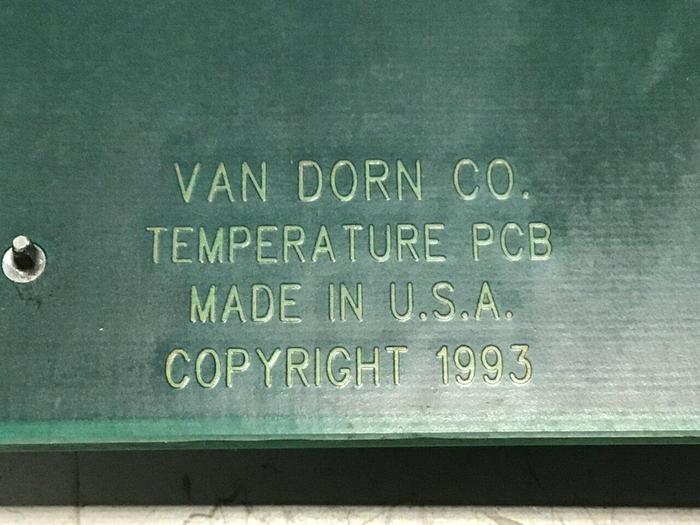 VAN DORN CO.
TEMPERATURE PCB
MADE IN U.S.A.
COPYRIGHT 1993